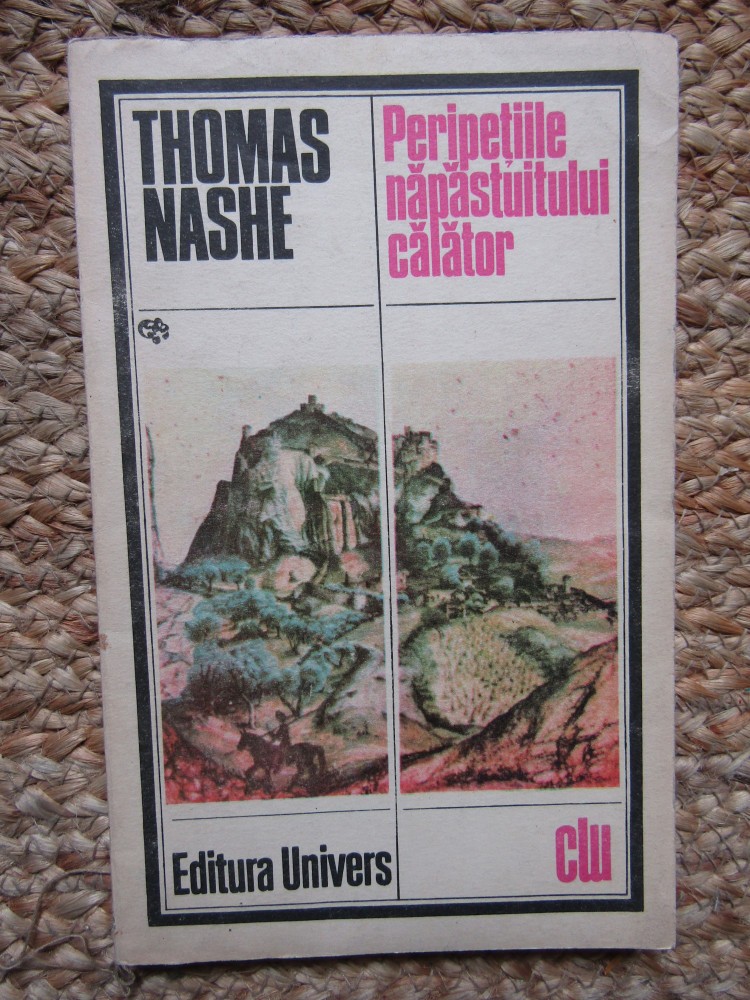 THOMAS
NASHE
Peripețiile
năpăstuitului
călător
Editura Univers
clu